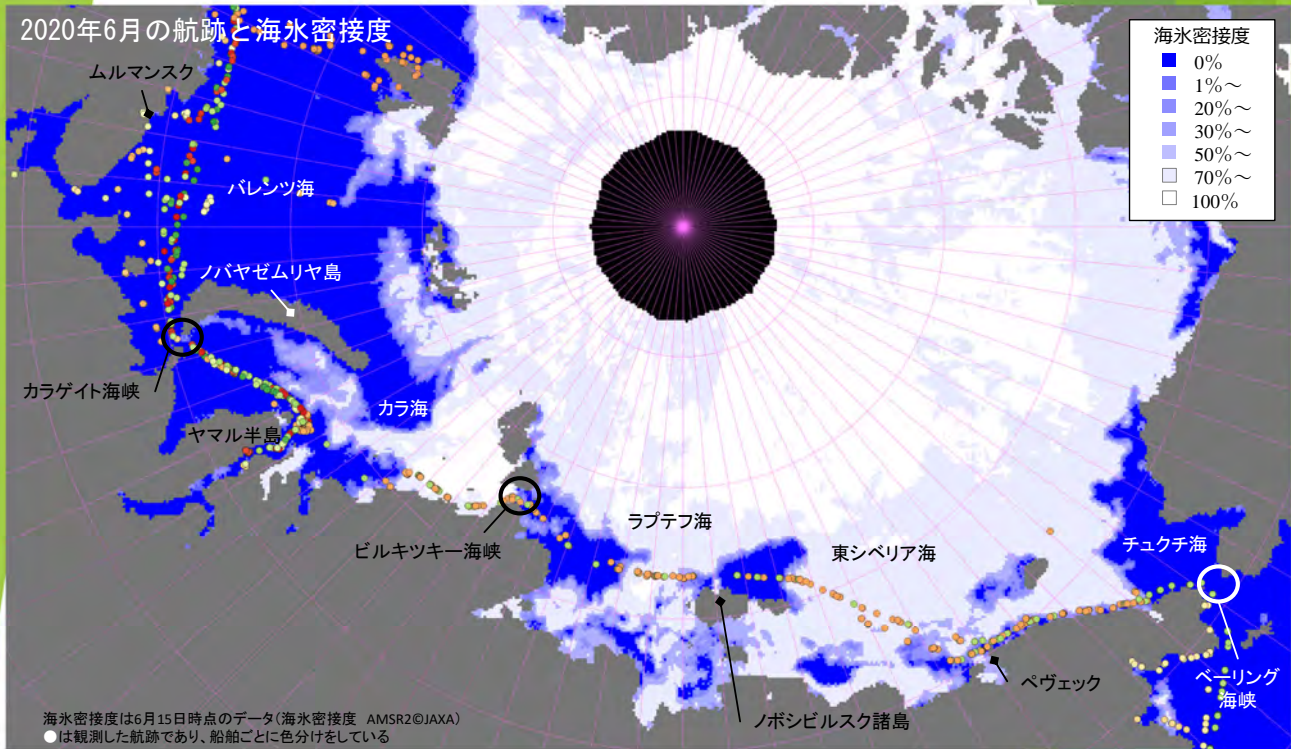 2020年6月の航跡と海氷密接度
海氷密接度
0%
1%～
20%～
30%～
50%～
70%～
100%
ムルマンスク
バレンツ海
ノバヤゼムリヤ島
カラゲイト海峡
カラ海
ヤマル半島
ビルキツキー海峡
ラプテフ海
東シベリア海
チュクチ海
ベーリング
海峡
ペヴェック
ノボシビルスク諸島
海氷密接度は6月15日時点のデータ(海氷密接度 AMSR2©JAXA)
●は観測した航跡であり、船舶ごとに色分けをしている